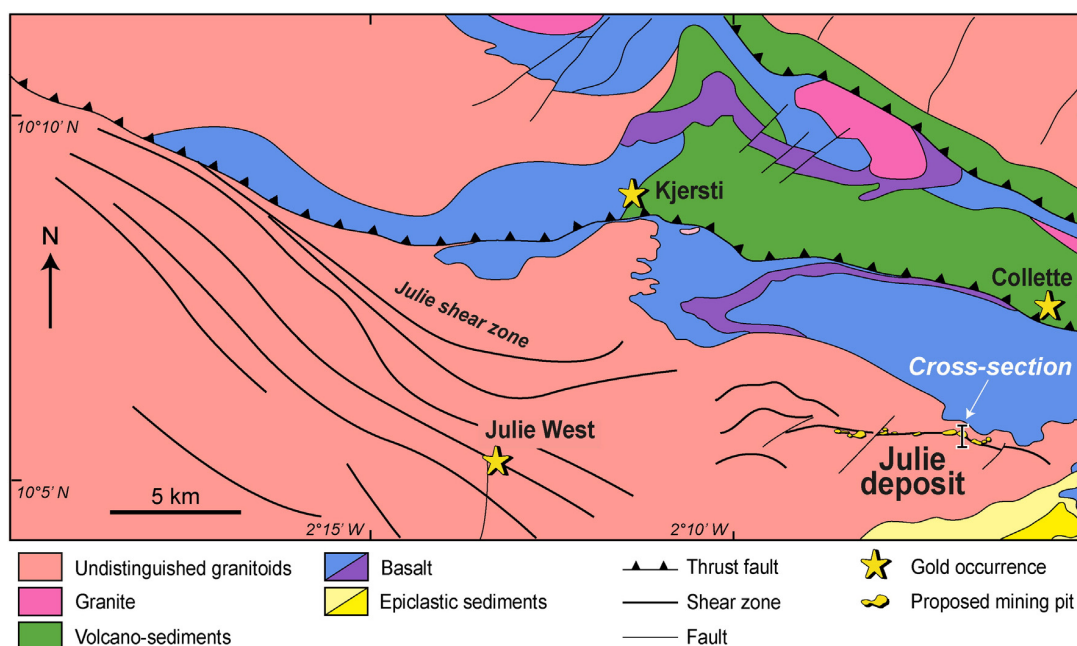 10°10' N
Kjersti
N
Collette
Julie shear zone
Cross-section
Julie West
Julie
deposit
10°5' N
5 km
2°15' W
2°10' W
Undistinguished granitoids
Basalt
Thrust fault
Gold occurrence
Granite
Epiclastic sediments
Shear zone
Proposed mining pit
Volcano-sediments
Fault